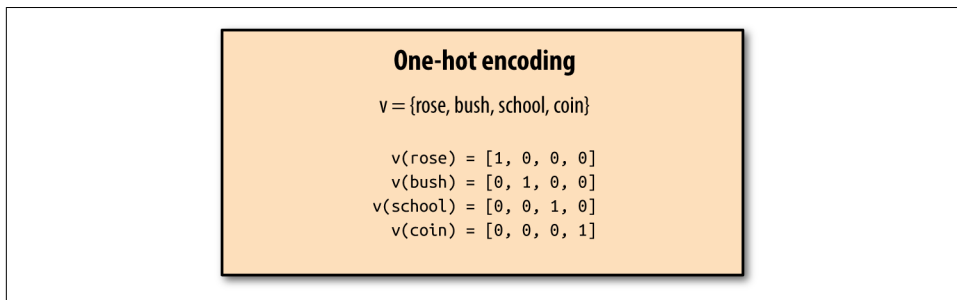 One-hot encoding
v = {rose, bush, school, coin}
v(rose) = [1, 0, 0, 0]
v(bush) = [0, 1, 0, 0]
v(school) = [0, 0, 1, 0]
v(coin) = [0, 0, 0, 1]